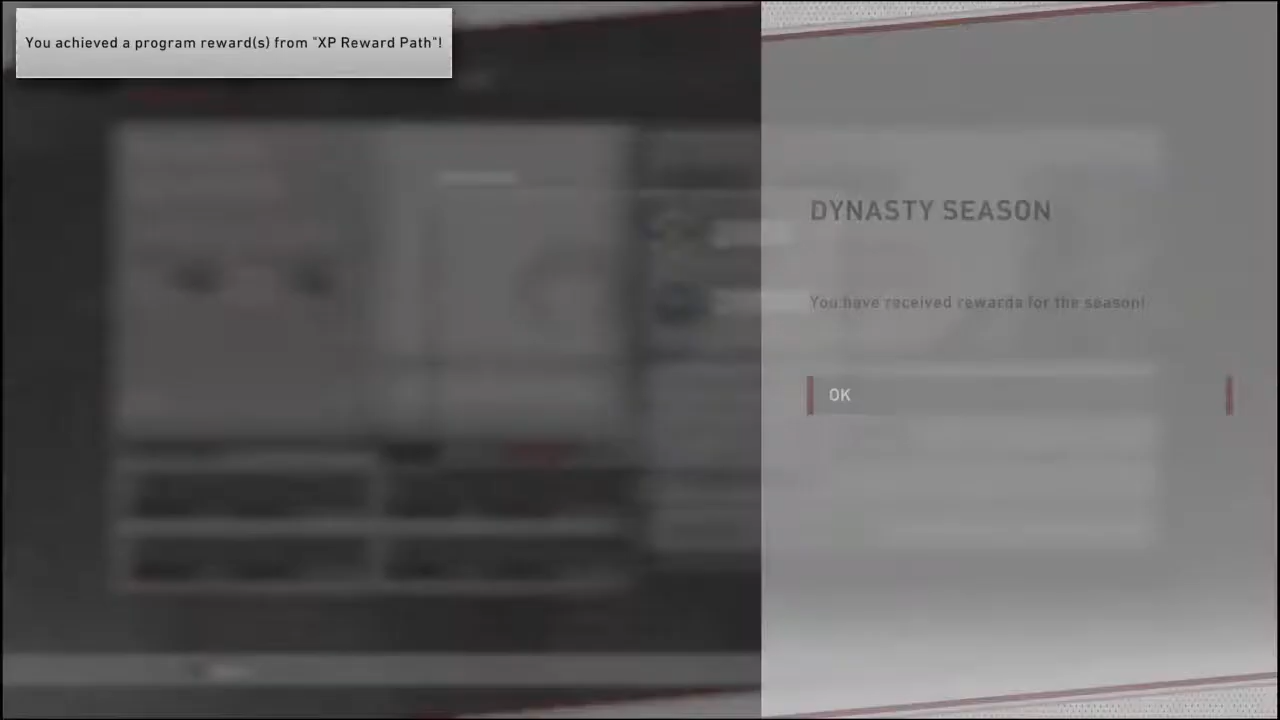 You achieved a program reward(s) from "XP Reward Path"!
DYNASTY SEASON
You have received rewards for the season!
OK